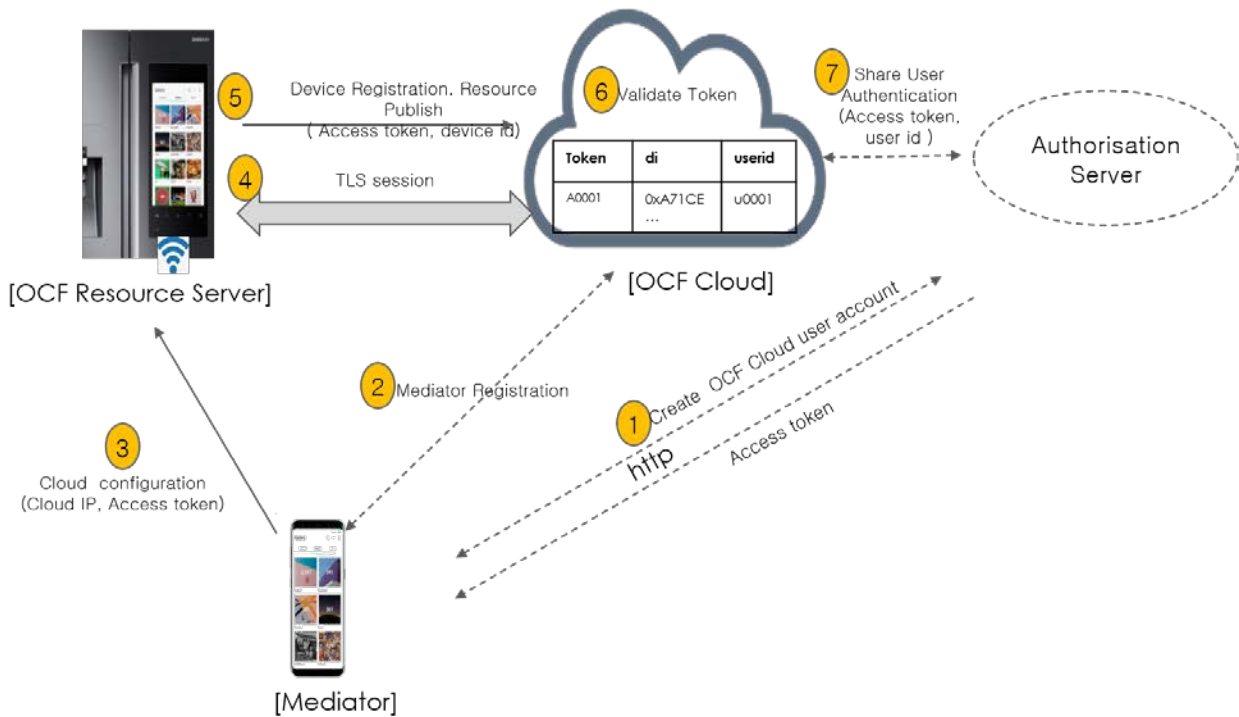 5
Device Registration. Resource
Publish
( Access token, device id)
4
TLS session
[OCF Resource Server]
6
Validate Token
Token di userid
A0001 0xA71CE u0001
...
[OCF Cloud]
7
Share User
Authentication
(Access token,
user id )
Authorisation
Server
2
Mediator Registration
1
Create OCF Cloud user account
http
Access token
3
Cloud configuration
(Cloud IP, Access token)
[Mediator]